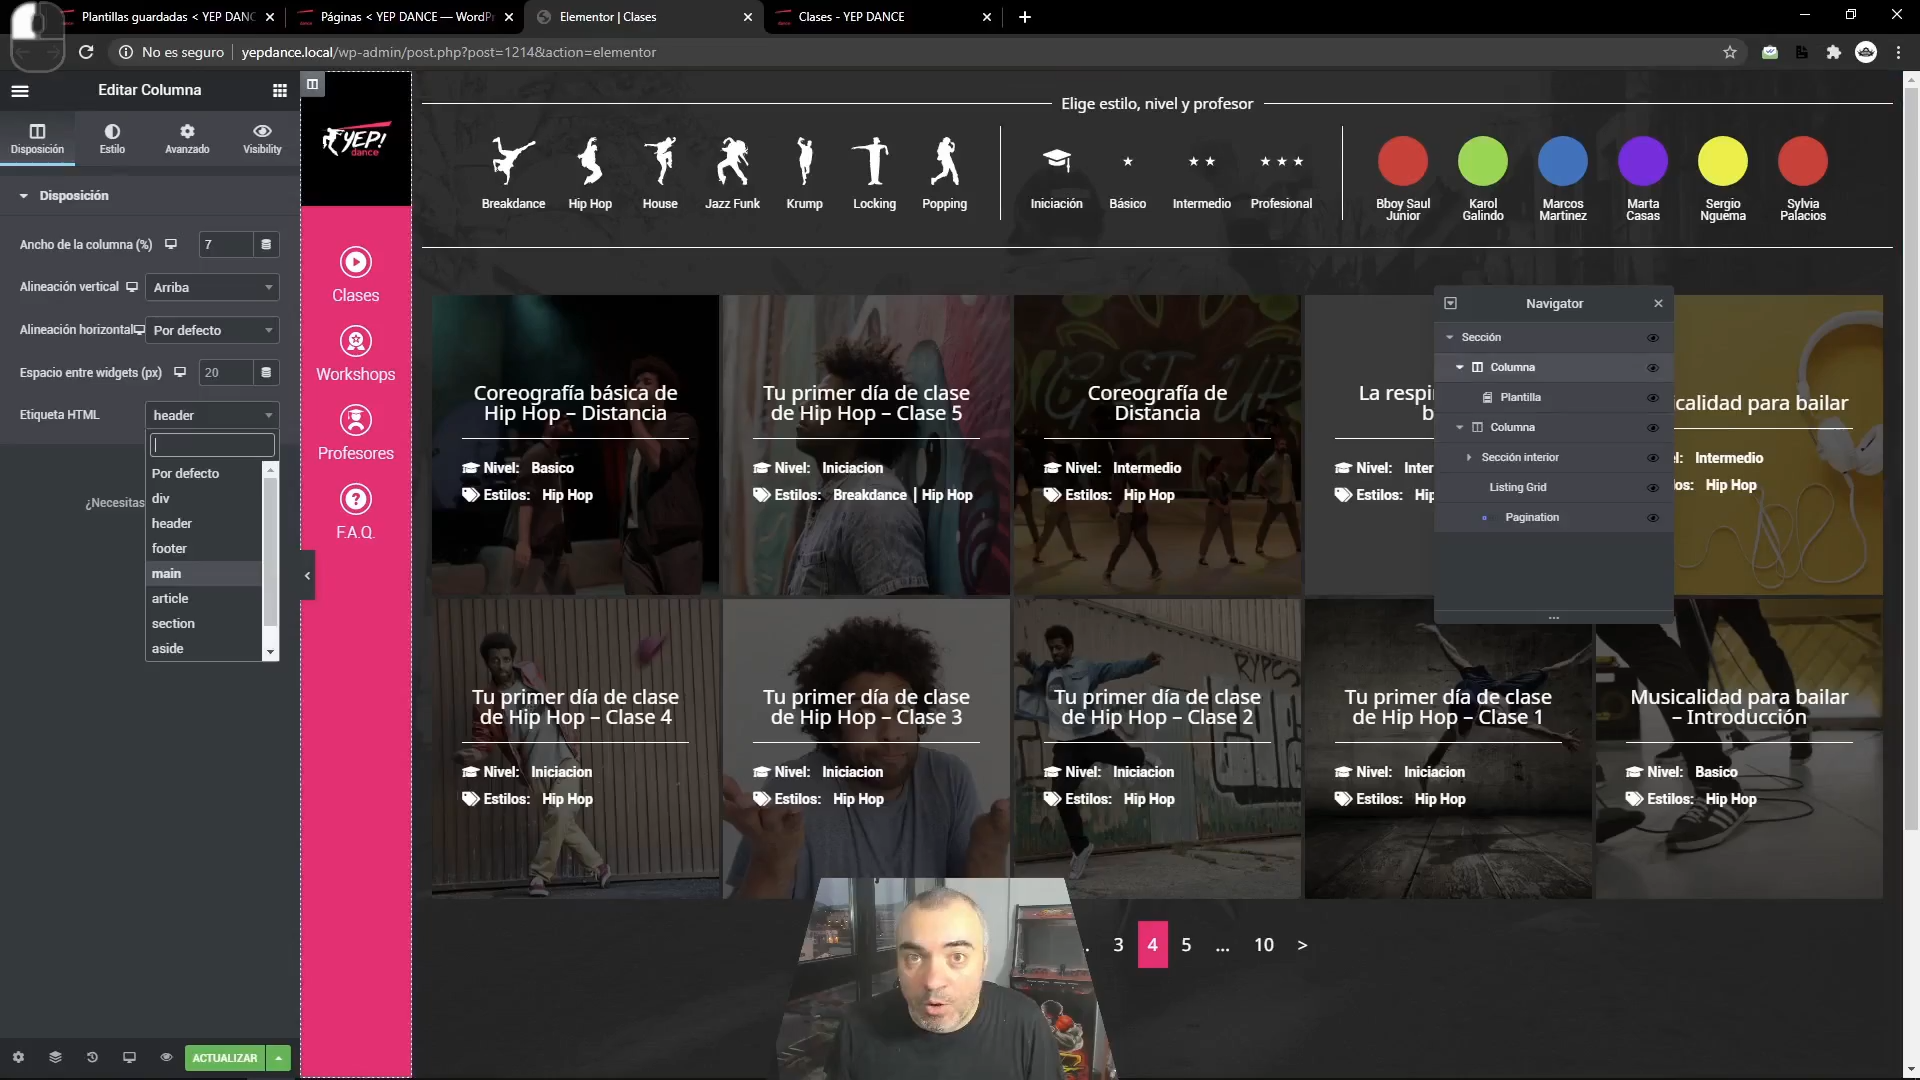 Plantillas guardadas < YEP DANC
Páginas < YEP DANCE — WordPr
Elementor | Clases
Clases - YEP DANCE
No es seguro
yepdance.local/wp-admin/post.php?post=1214&action=elementor
Editar Columna
Disposición
Estilo
Avanzado
Visibility
Disposición
Ancho de la columna (%)
7
Alineación vertical
Arriba
Alineación horizontal
Por defecto
Espacio entre widgets (px)
20
Etiqueta HTML
header
Por defecto
div
header
footer
main
article
section
aside
¿Necesitas
ACTUALIZAR
YEP!
dance
Clases
Workshops
Profesores
F.A.Q.
Elige estilo, nivel y profesor
Breakdance
Hip Hop
House
Jazz Funk
Krump
Locking
Popping
Iniciación
Básico
Intermedio
Profesional
Bboy Saul
Junior
Karol
Galindo
Marcos
Martinez
Marta
Casas
Sergio
Nguema
Sylvia
Palacios
Coreografía básica de
Hip Hop – Distancia
Nivel: Basico
Estilos: Hip Hop
Tu primer día de clase
de Hip Hop – Clase 5
Nivel: Iniciacion
Estilos: Breakdance | Hip Hop
GET UP
Coreografía de
Distancia
Nivel: Intermedio
Estilos: Hip Hop
La respi
b
Nivel: Inter
Estilos: Hip
icalidad para bailar
l: Intermedio
os: Hip Hop
Navigator
Sección
Columna
Plantilla
Columna
Sección interior
Listing Grid
Pagination
Tu primer día de clase
de Hip Hop – Clase 4
Nivel: Iniciacion
Estilos: Hip Hop
Tu primer día de clase
de Hip Hop – Clase 3
Nivel: Iniciacion
Estilos: Hip Hop
Tu primer día de clase
de Hip Hop – Clase 2
Nivel: Iniciacion
Estilos: Hip Hop
Tu primer día de clase
de Hip Hop – Clase 1
Nivel: Iniciacion
Estilos: Hip Hop
Musicalidad para bailar
– Introducción
Nivel: Basico
Estilos: Hip Hop
. 3 4 5 ... 10 >